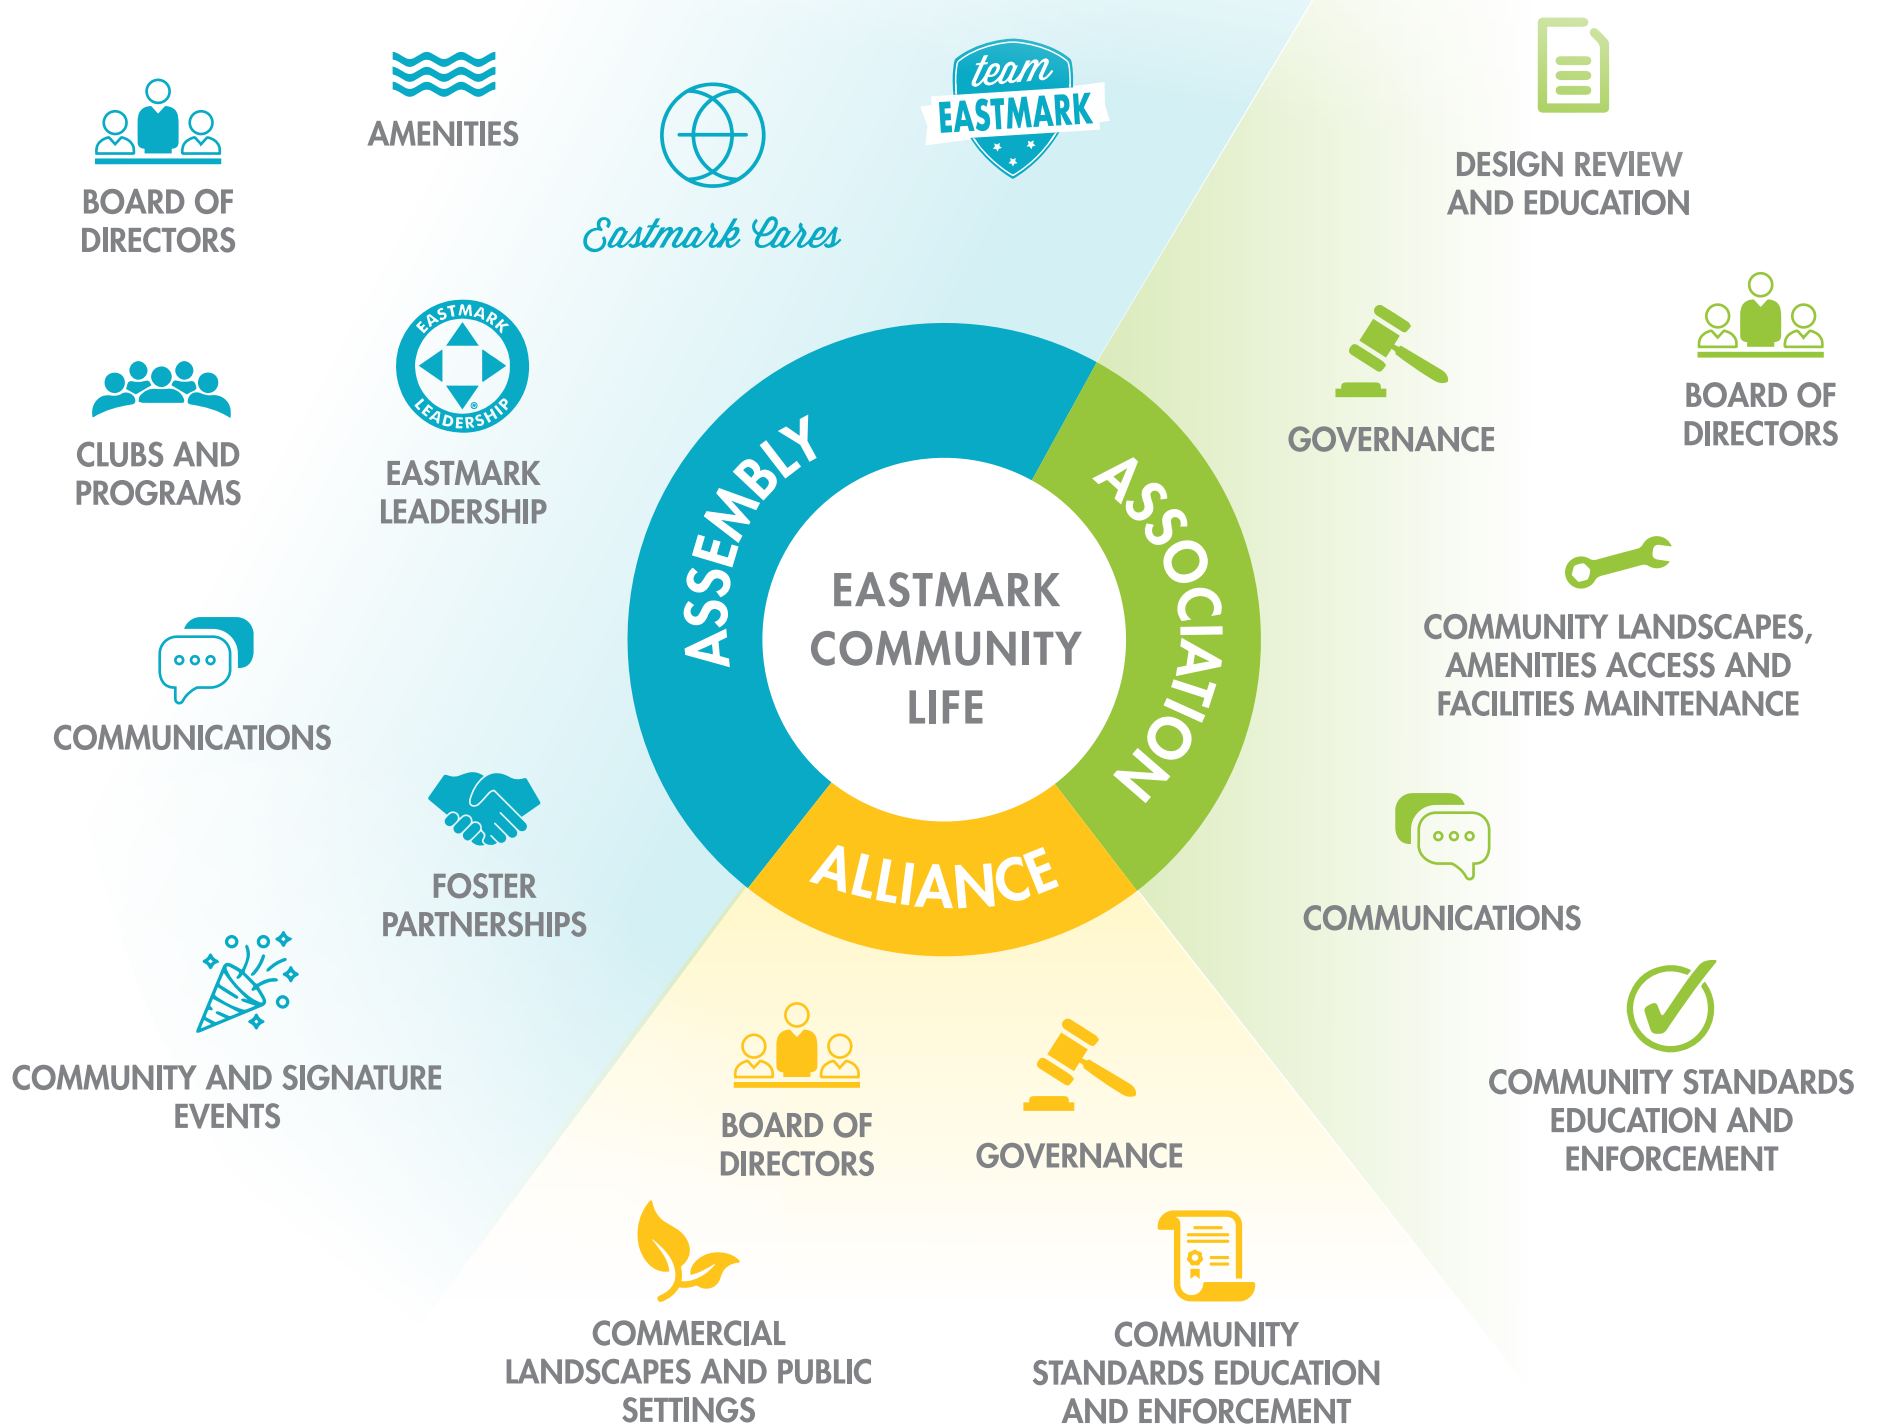 team
EASTMARK
AMENITIES
BOARD OF
DIRECTORS
Eastmark Cares
EASTMARK
LEADERSHIP
®
CLUBS AND
PROGRAMS
EASTMARK
LEADERSHIP
COMMUNICATIONS
FOSTER
PARTNERSHIPS
COMMUNITY AND SIGNATURE
EVENTS
ASSEMBLY
ASSOCIATION
ALLIANCE
EASTMARK
COMMUNITY
LIFE
DESIGN REVIEW
AND EDUCATION
GOVERNANCE
BOARD OF
DIRECTORS
COMMUNITY LANDSCAPES,
AMENITIES ACCESS AND
FACILITIES MAINTENANCE
COMMUNICATIONS
COMMUNITY STANDARDS
EDUCATION AND
ENFORCEMENT
BOARD OF
DIRECTORS
GOVERNANCE
COMMERCIAL
LANDSCAPES AND PUBLIC
SETTINGS
COMMUNITY
STANDARDS EDUCATION
AND ENFORCEMENT